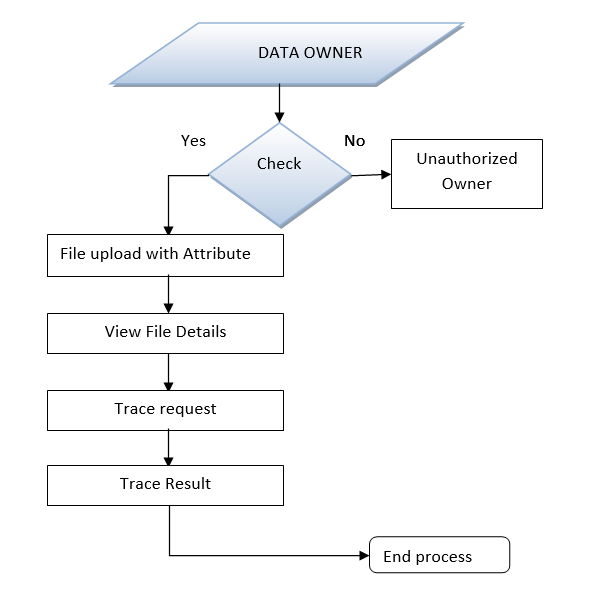 DATA OWNER
Yes
No
Check
Unauthorized
Owner
File upload with Attribute
View File Details
Trace request
Trace Result
End process